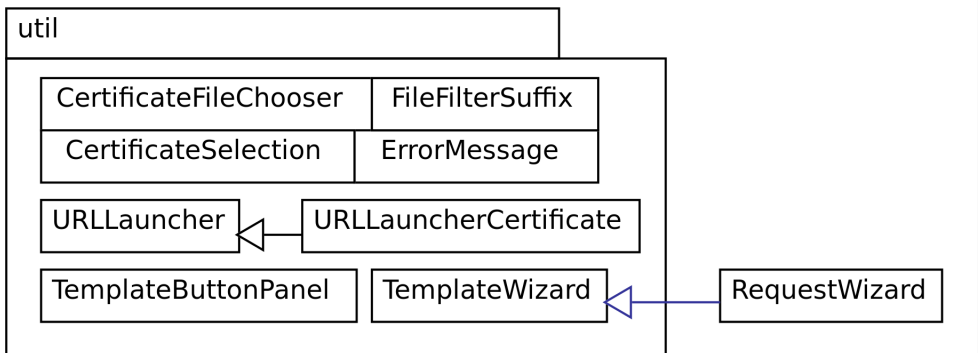 util
CertificateFileChooser FileFilterSuffix
CertificateSelection ErrorMessage
URLLauncher URLLauncherCertificate
TemplateButtonPanel TemplateWizard RequestWizard